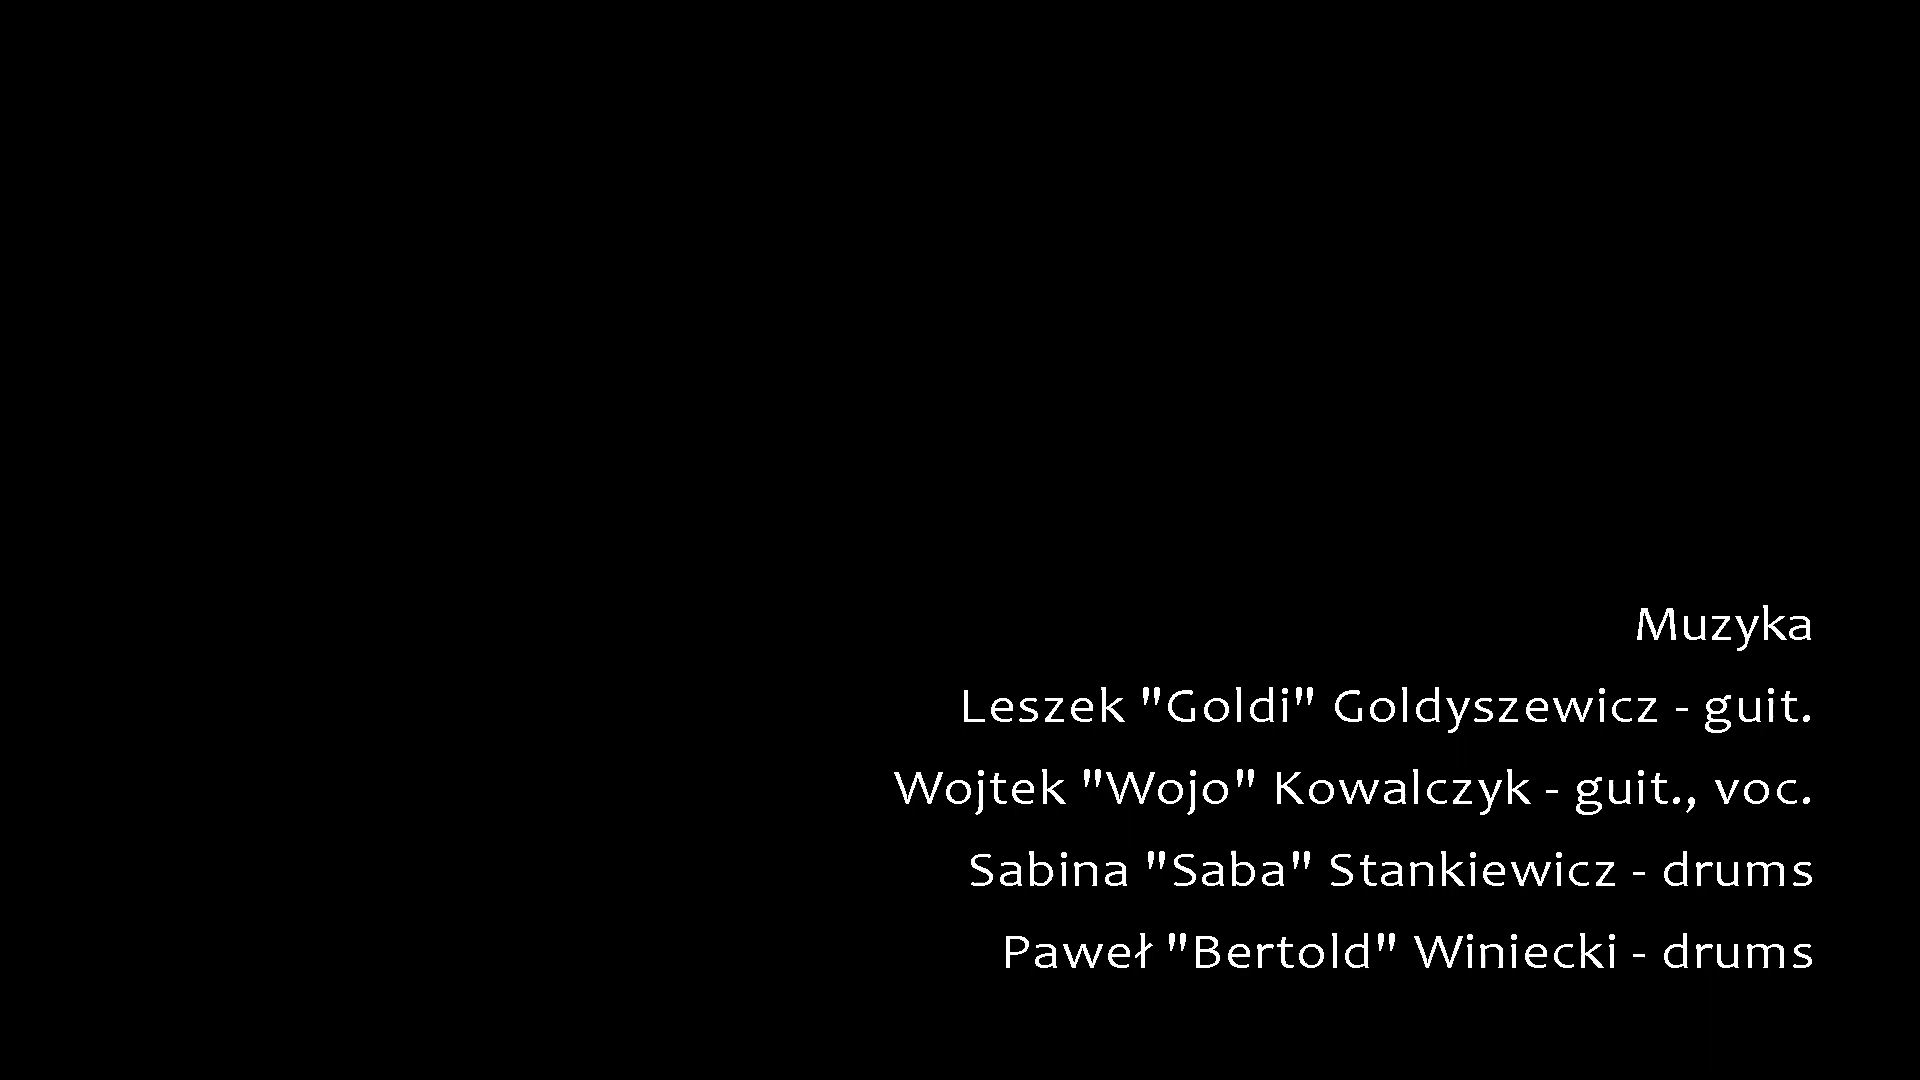 Muzyka
Leszek "Goldi" Goldyszewicz - guit.
Wojtek "Wojo" Kowalczyk - guit., voc.
Sabina "Saba" Stankiewicz - drums
Paweł "Bertold" Winiecki - drums